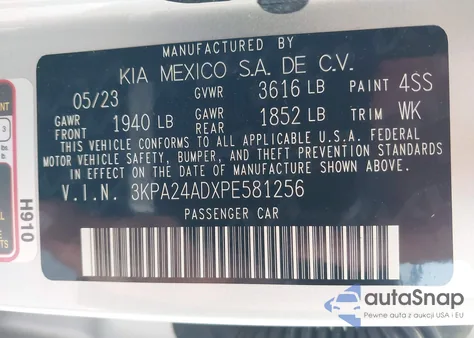 MANUFACTURED BY
KIA MEXICO S.A. DE C.V.
05/23 GVWR 3616 LB PAINT 4SS
GAWR FRONT 1940 LB GAWR REAR 1852 LB TRIM WK
THIS VEHICLE CONFORMS TO ALL APPLICABLE U.S.A. FEDERAL
MOTOR VEHICLE SAFETY, BUMPER, AND THEFT PREVENTION STANDARDS
IN EFFECT ON THE DATE OF MANUFACTURE SHOWN ABOVE.
V.I.N. 3KPA24ADXPE581256
PASSENGER CAR
H910
3
autoSnap
Pewne auta z aukcji USA i EU